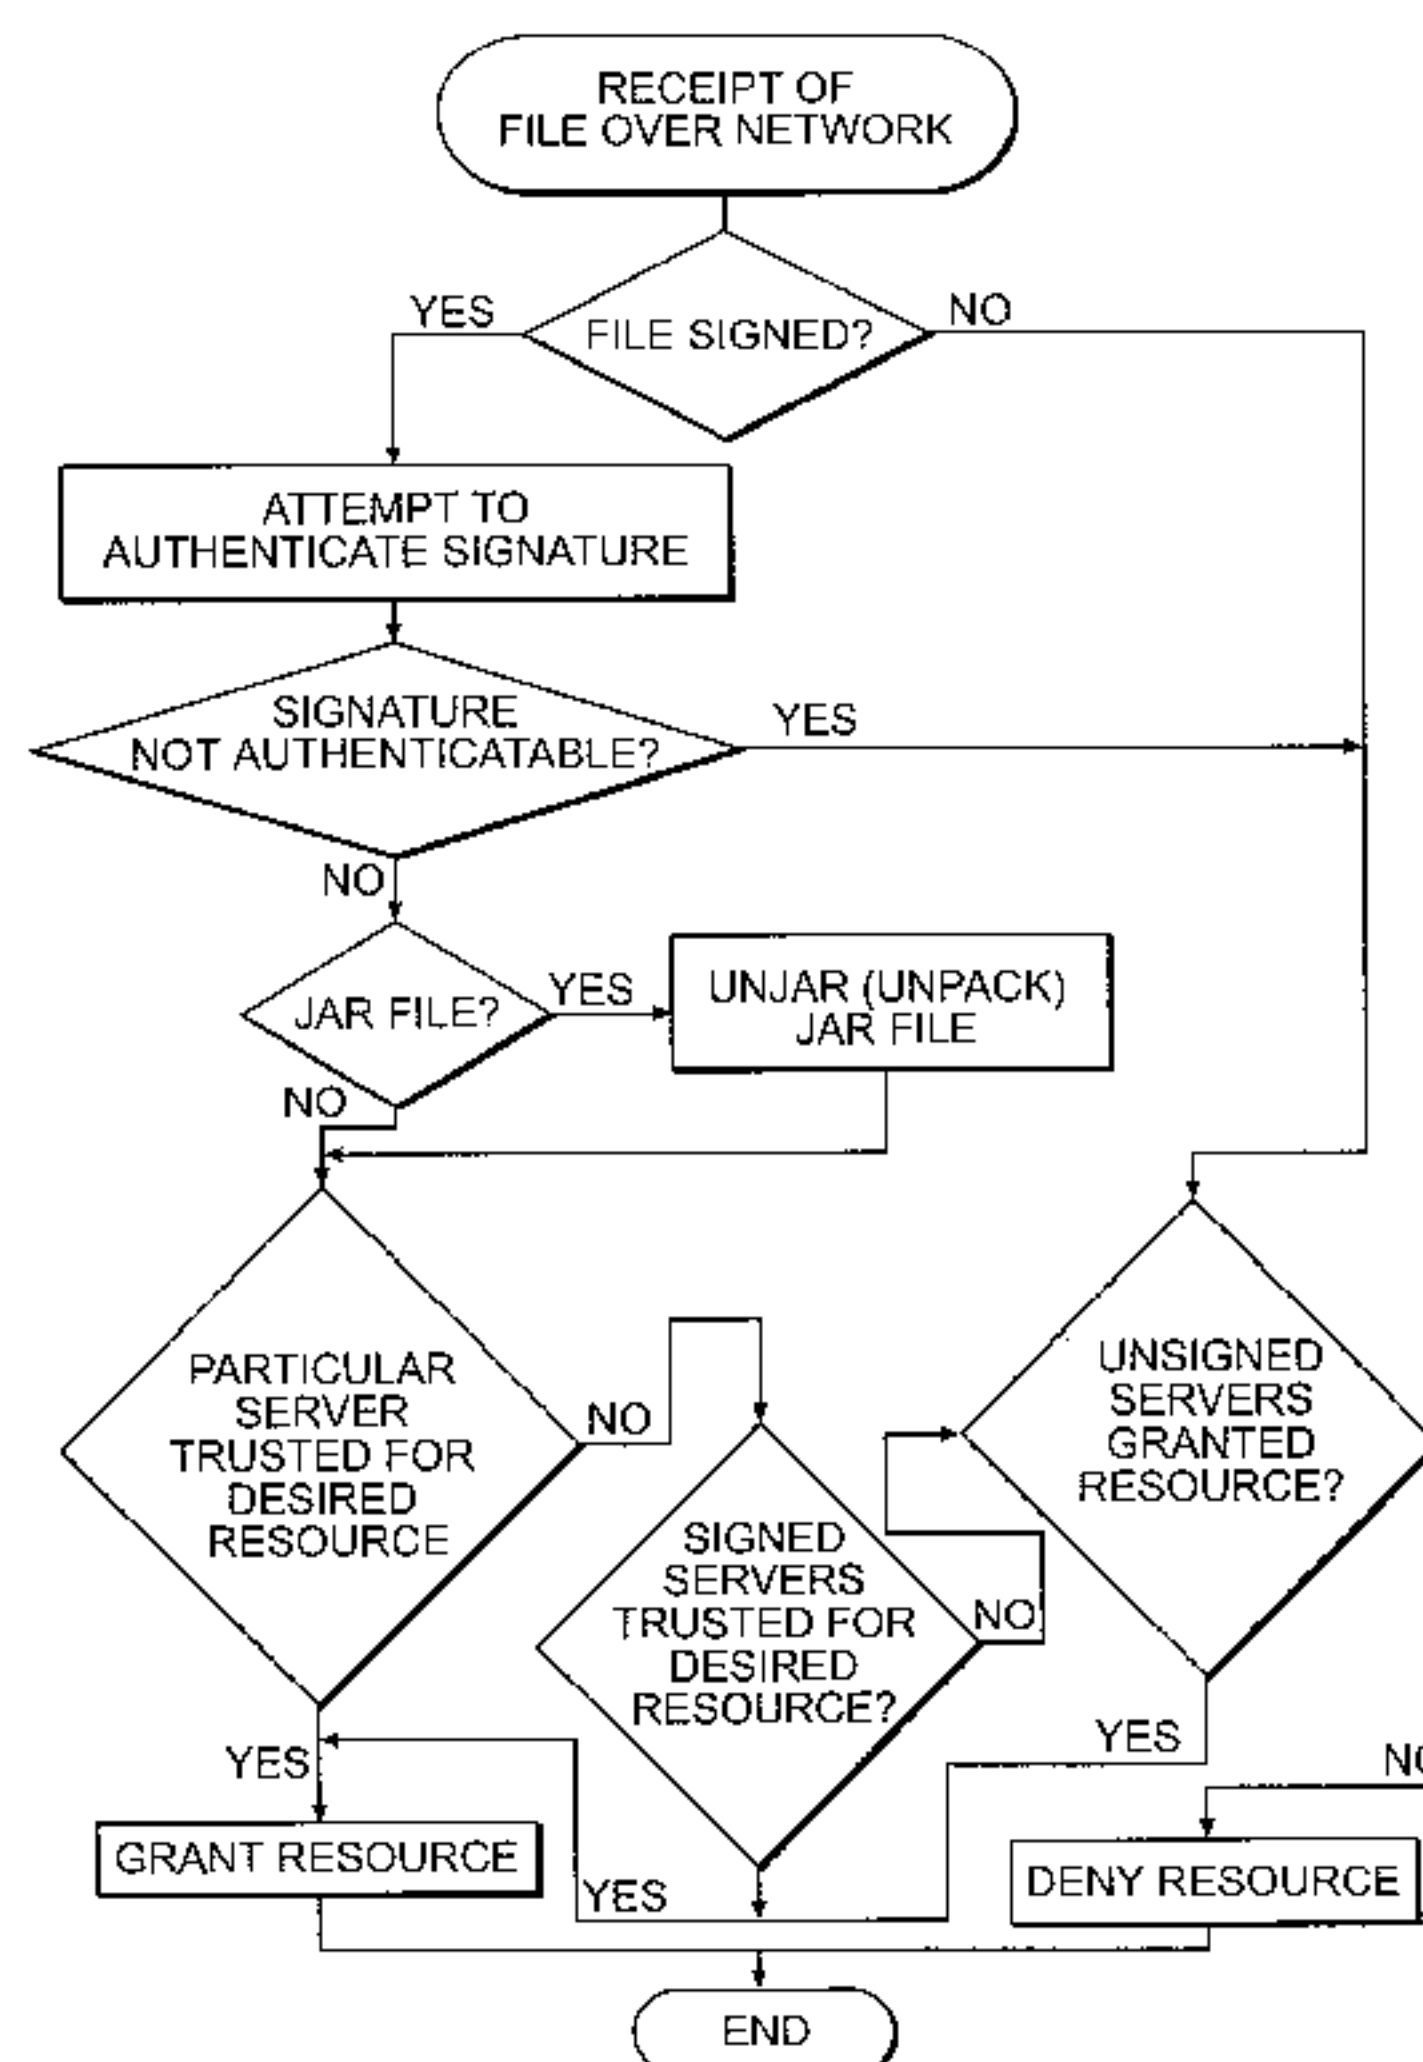 RECEIPT OF
FILE OVER NETWORK
YES
NO
FILE SIGNED?
ATTEMPT TO
AUTHENTICATE SIGNATURE
SIGNATURE
NOT AUTHENTICATABLE?
YES
NO
JAR FILE?
YES
UNJAR (UNPACK)
JAR FILE
NO
PARTICULAR
SERVER
TRUSTED FOR
DESIRED
RESOURCE
NO
SIGNED
SERVERS
TRUSTED FOR
DESIRED
RESOURCE?
NO
UNSIGNED
SERVERS
GRANTED
RESOURCE?
YES
YES
NO
GRANT RESOURCE
YES
DENY RESOURCE
END